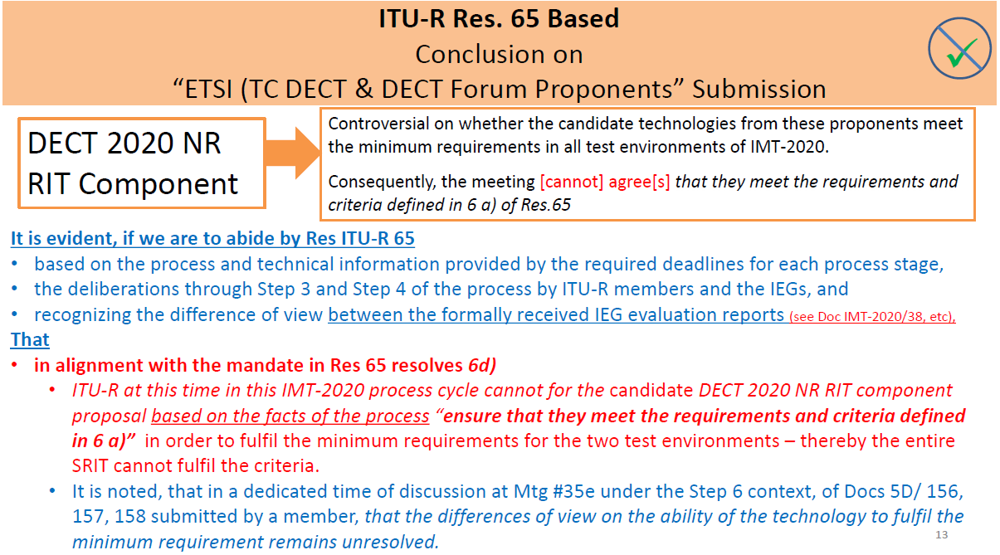 ITU-R Res. 65 Based
Conclusion on
“ETSI (TC DECT & DECT Forum Proponents” Submission
DECT 2020 NR
RIT Component
Controversial on whether the candidate technologies from these proponents meet
the minimum requirements in all test environments of IMT-2020.
Consequently, the meeting [cannot] agree[s] that they meet the requirements and
criteria defined in 6 a) of Res.65
It is evident, if we are to abide by Res ITU-R 65
• based on the process and technical information provided by the required deadlines for each process stage,
• the deliberations through Step 3 and Step 4 of the process by ITU-R members and the IEGs, and
• recognizing the difference of view between the formally received IEG evaluation reports (see Doc IMT-2020/38, etc),
That
• in alignment with the mandate in Res 65 resolves 6d)
• ITU-R at this time in this IMT-2020 process cycle cannot for the candidate DECT 2020 NR RIT component
proposal based on the facts of the process “ensure that they meet the requirements and criteria defined
in 6 a)” in order to fulfil the minimum requirements for the two test environments – thereby the entire
SRIT cannot fulfil the criteria.
• It is noted, that in a dedicated time of discussion at Mtg #35e under the Step 6 context, of Docs 5D/ 156,
157, 158 submitted by a member, that the differences of view on the ability of the technology to fulfil the
minimum requirement remains unresolved.
13